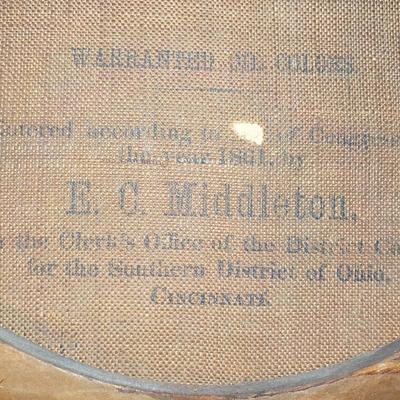 WARRANTED OIL COLORS.
Entered according to of Congress
the year 1861, by
E. C. Middleton,
the Clerk's Office of the District
for the Southern District of Ohio.
CINCINNATI.